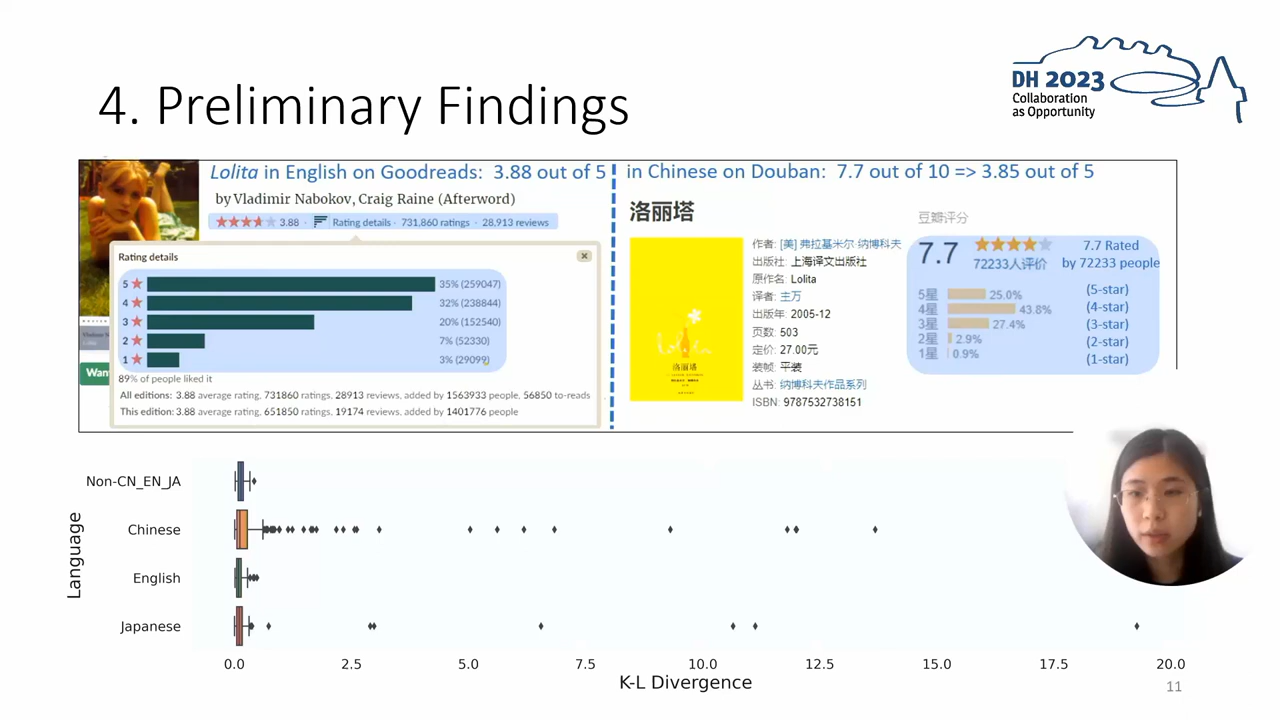 4. Preliminary Findings
DH 2023
Collaboration
as Opportunity
Lolita in English on Goodreads: 3.88 out of 5
by Vladimir Nabokov, Craig Raine (Afterword)
3.88 · Rating details · 731,860 ratings · 28,913 reviews
Rating details
5 35% (259047)
4 32% (238844)
3 20% (152540)
2 7% (52330)
1 3% (29099)
89% of people liked it
All editions: 3.88 average rating, 731860 ratings, 28913 reviews, added by 1563933 people, 56850 to-reads
This edition: 3.88 average rating, 651850 ratings, 19174 reviews, added by 1401776 people
Wan
in Chinese on Douban: 7.7 out of 10 => 3.85 out of 5
洛丽塔
作者: [美] 弗拉基米尔·纳博科夫
出版社: 上海译文出版社
原作名: Lolita
译者: 主万
出版年: 2005-12
页数: 503
定价: 27.00元
装帧: 平装
丛书: 纳博科夫作品系列
ISBN: 9787532738151
洛丽塔
豆瓣评分
7.7
72233人评价
7.7 Rated
by 72233 people
5星 25.0% (5-star)
4星 43.8% (4-star)
3星 27.4% (3-star)
2星 2.9% (2-star)
1星 0.9% (1-star)
Language
Non-CN_EN_JA
Chinese
English
Japanese
0.0 2.5 5.0 7.5 10.0 12.5 15.0 17.5 20.0
K-L Divergence
11